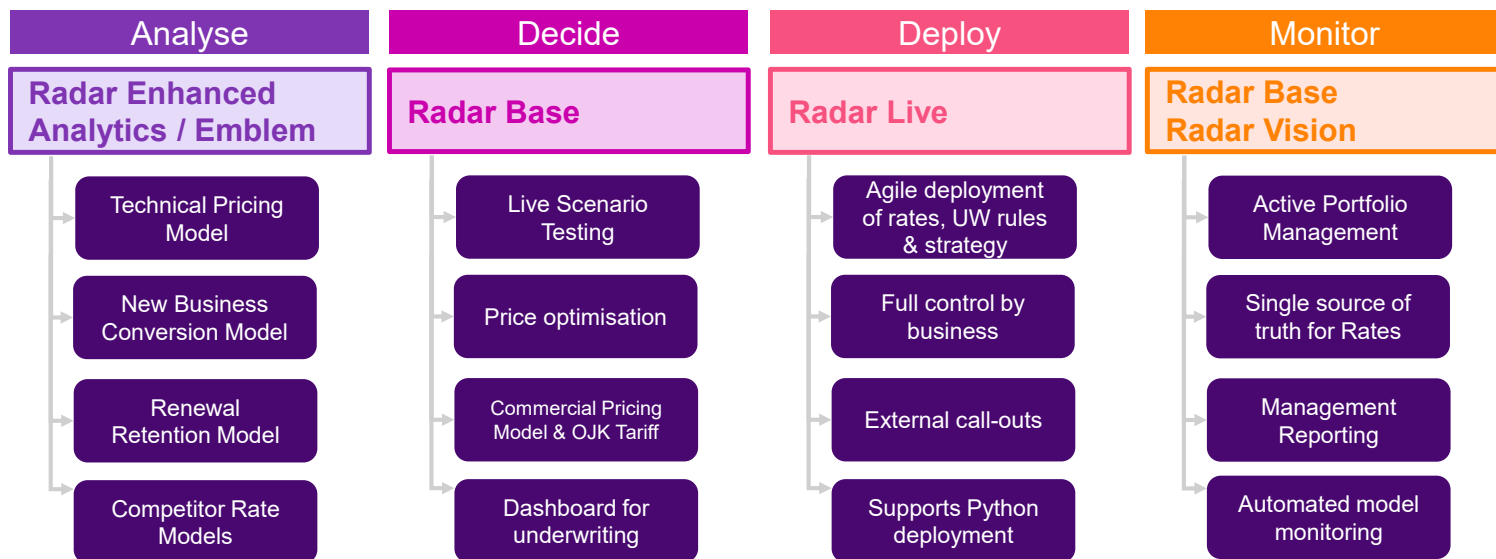 Analyse
Radar Enhanced
Analytics / Emblem
Technical Pricing
Model
New Business
Conversion Model
Renewal
Retention Model
Competitor Rate
Models
Decide
Radar Base
Live Scenario
Testing
Price optimisation
Commercial Pricing
Model & OJK Tariff
Dashboard for
underwriting
Deploy
Radar Live
Agile deployment
of rates, UW rules
& strategy
Full control by
business
External call-outs
Supports Python
deployment
Monitor
Radar Base
Radar Vision
Active Portfolio
Management
Single source of
truth for Rates
Management
Reporting
Automated model
monitoring